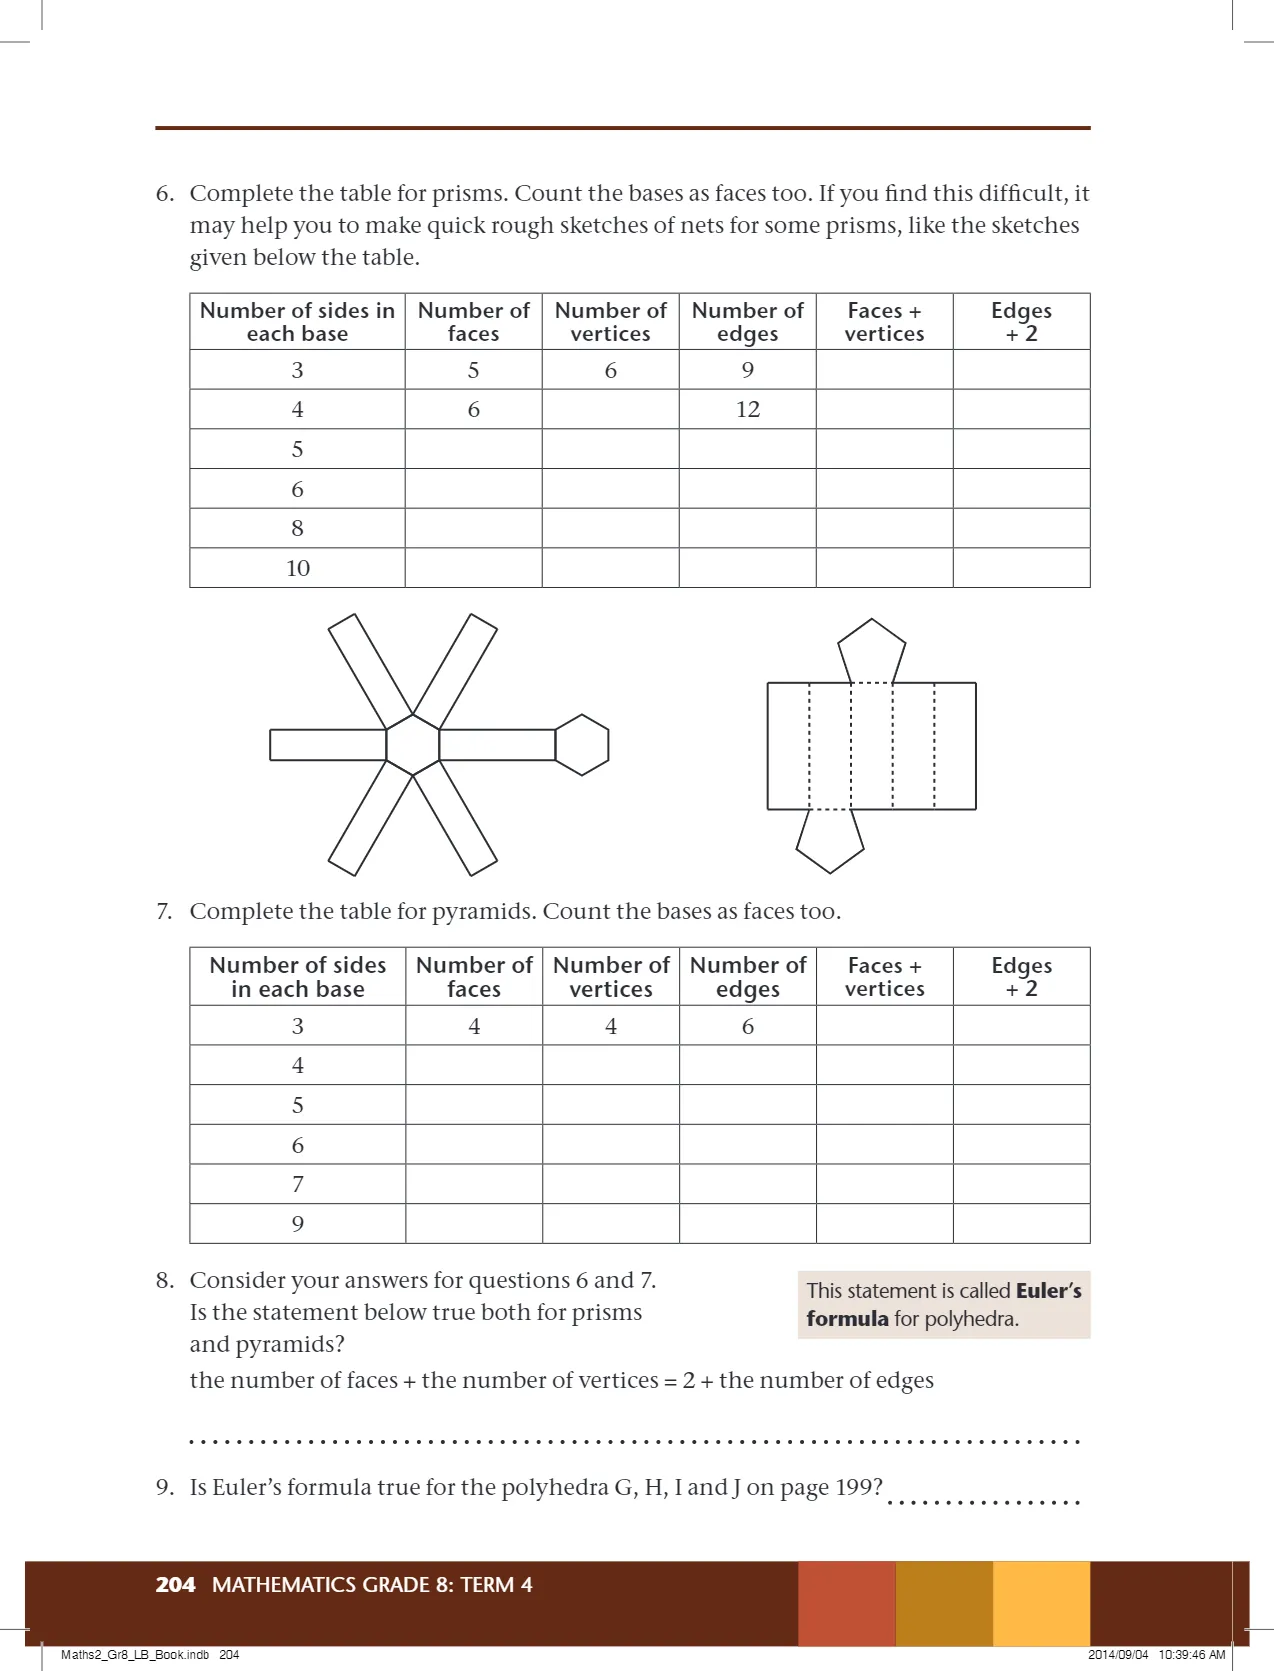 6. Complete the table for prisms. Count the bases as faces too. If you find this difficult, it
may help you to make quick rough sketches of nets for some prisms, like the sketches
given below the table.
Number of sides in each base Number of faces Number of vertices Number of edges Faces + vertices Edges + 2
3 5 6 9
4 6 12
5
6
8
10
7. Complete the table for pyramids. Count the bases as faces too.
Number of sides in each base Number of faces Number of vertices Number of edges Faces + vertices Edges + 2
3 4 4 6
4
5
6
7
9
8. Consider your answers for questions 6 and 7.
Is the statement below true both for prisms
and pyramids?
This statement is called Euler's
formula for polyhedra.
the number of faces + the number of vertices = 2 + the number of edges
9. Is Euler's formula true for the polyhedra G, H, I and J on page 199?
204 MATHEMATICS GRADE 8: TERM 4
Maths2_Gr8_LB_Book.indb 204
2014/09/04 10:39:46 AM